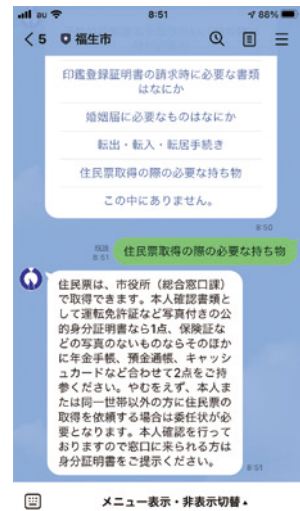 au 8:51 88%
5 福生市
印鑑登録証明書の請求時に必要な書類
はなにか
婚姻届に必要なものはなにか
転出・転入・転居手続き
住民票取得の際の必要な持ち物
この中にありません。
8:50
既読
8:51
住民票取得の際の必要な持ち物
住民票は、市役所（総合窓口課）
で取得できます。本人確認書類と
して運転免許証など写真付きの公
的身分証明書なら1点、保険証な
どの写真のないものならそのほか
に年金手帳、預金通帳、キャッシ
ュカードなど合わせて2点をご持
参ください。やむをえず、本人ま
たは同一世帯以外の方に住民票の
取得を依頼する場合は委任状が必
要となります。本人確認を行って
おりますので窓口に来られる方は
身分証明書をご提示ください。
8:51
メニュー表示・非表示切替▲